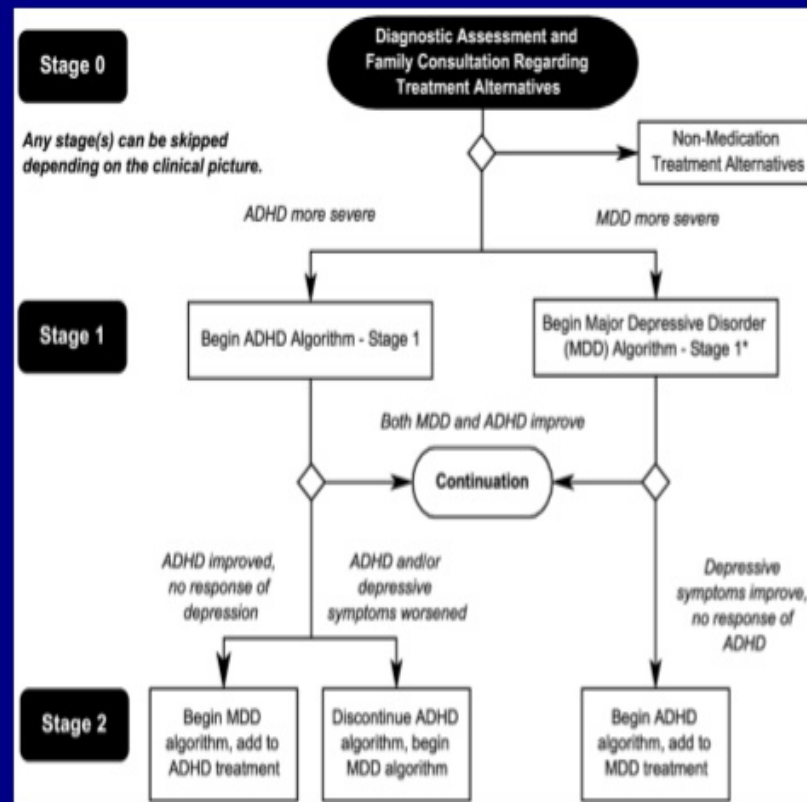 Stage 0
Diagnostic Assessment and
Family Consultation Regarding
Treatment Alternatives
Any stage(s) can be skipped
depending on the clinical picture.
Non-Medication
Treatment Alternatives
ADHD more severe
MDD more severe
Stage 1
Begin ADHD Algorithm - Stage 1
Begin Major Depressive Disorder
(MDD) Algorithm - Stage 1*
Both MDD and ADHD improve
Continuation
ADHD improved,
no response of
depression
ADHD and/or
depressive
symptoms worsened
Depressive
symptoms improve,
no response of
ADHD
Stage 2
Begin MDD
algorithm, add to
ADHD treatment
Discontinue ADHD
algorithm, begin
MDD algorithm
Begin ADHD
algorithm, add to
MDD treatment